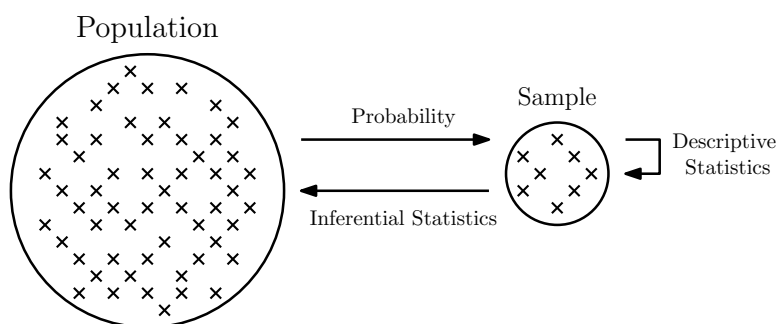 Population
Sample
Probability
Descriptive
Statistics
Inferential Statistics